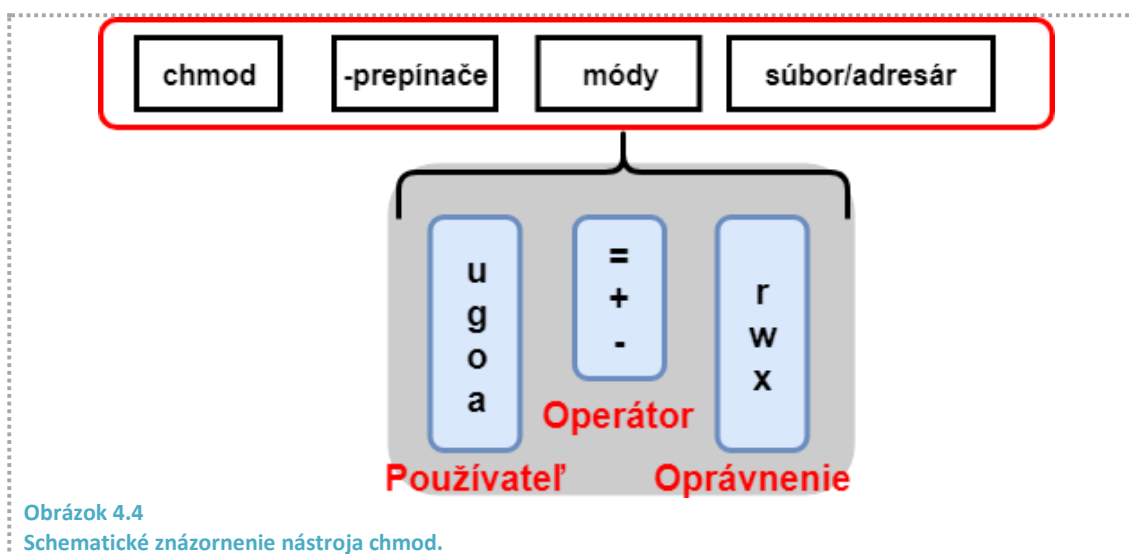 chmod -prepínače módy súbor/adresár
u
g
o
a
=
+
-
r
w
x
Operátor
Používateľ Oprávnenie
Obrázok 4.4
Schematické znázornenie nástroja chmod.